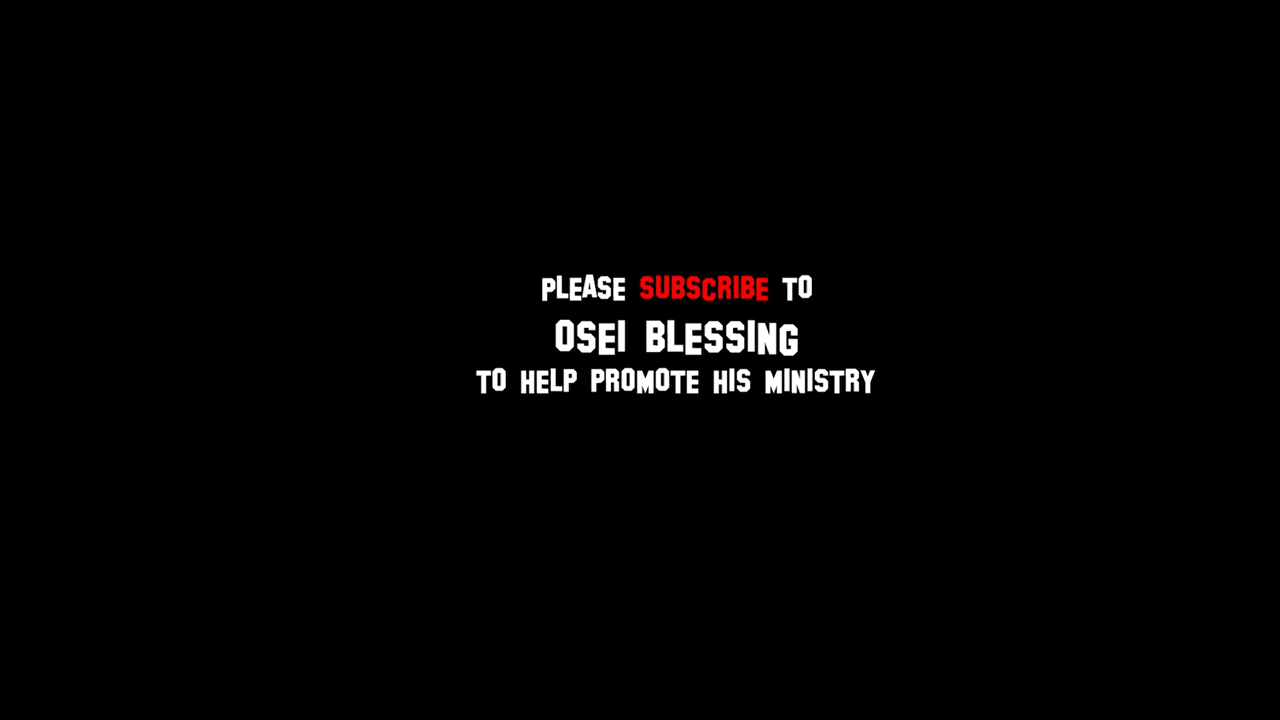 PLEASE SUBSCRIBE TO
OSEI BLESSING
TO HELP PROMOTE HIS MINISTRY